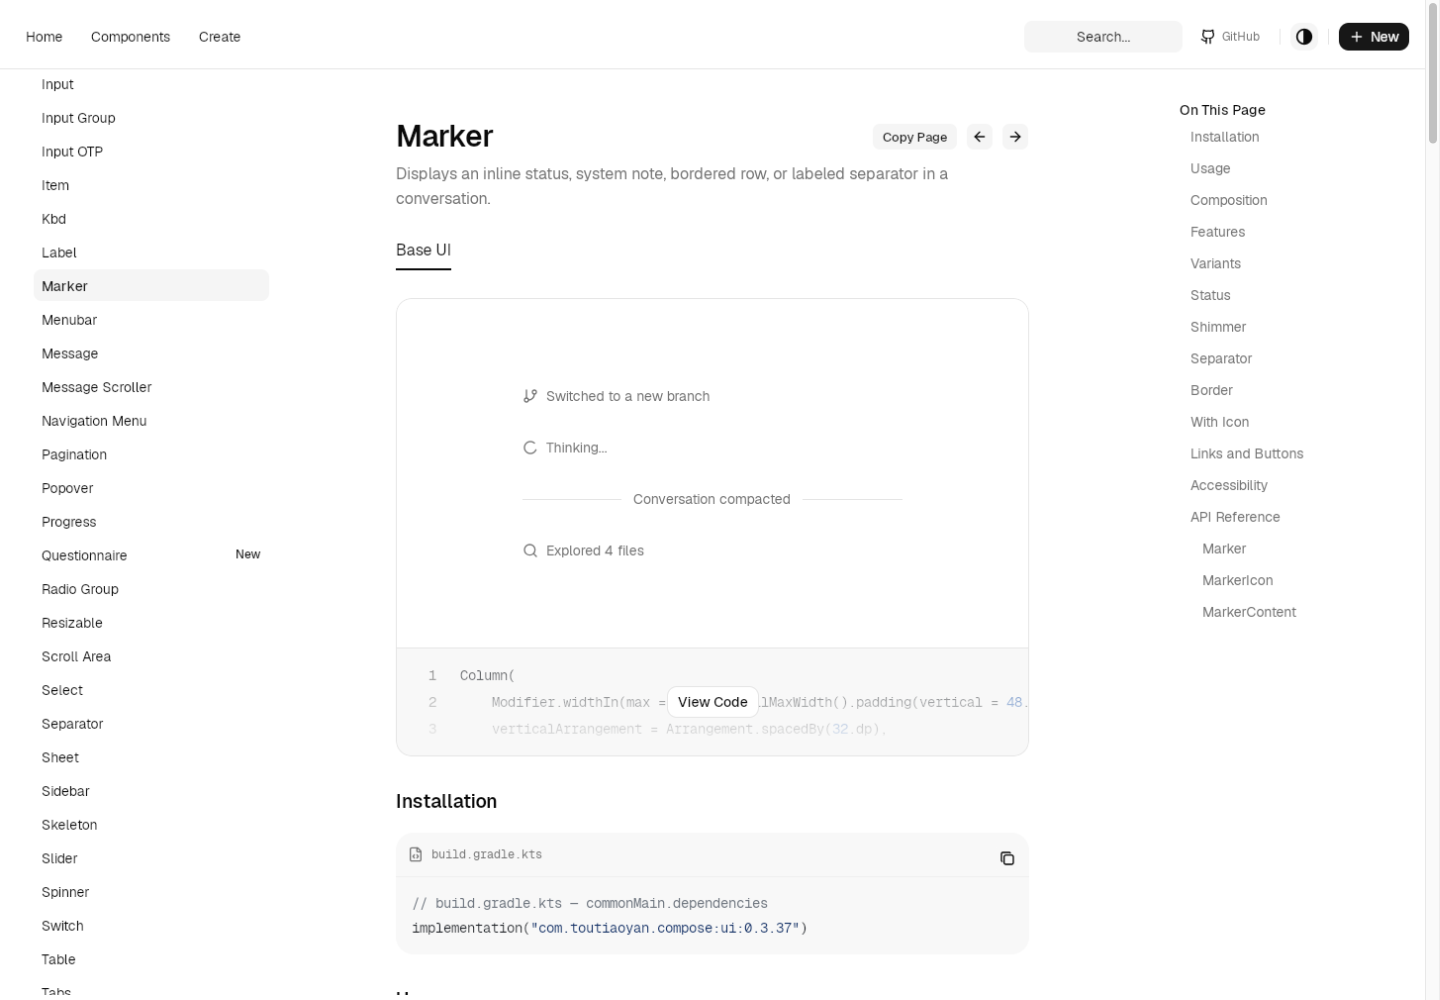 Home
Components
Create
Search...
GitHub
New
Input
Input Group
Input OTP
Item
Kbd
Label
Marker
Menubar
Message
Message Scroller
Navigation Menu
Pagination
Popover
Progress
Questionnaire New
Radio Group
Resizable
Scroll Area
Select
Separator
Sheet
Sidebar
Skeleton
Slider
Spinner
Switch
Table
Tabs
Marker
Copy Page
Displays an inline status, system note, bordered row, or labeled separator in a
conversation.
Base UI
Switched to a new branch
Thinking...
Conversation compacted
Explored 4 files
1 Column(
2 Modifier.widthIn(max = llMaxWidth().padding(vertical = 48.
View Code
3 verticalArrangement = Arrangement.spacedBy(32.dp),
Installation
build.gradle.kts
// build.gradle.kts — commonMain.dependencies
implementation("com.toutiaoyan.compose:ui:0.3.37")
On This Page
Installation
Usage
Composition
Features
Variants
Status
Shimmer
Separator
Border
With Icon
Links and Buttons
Accessibility
API Reference
Marker
MarkerIcon
MarkerContent